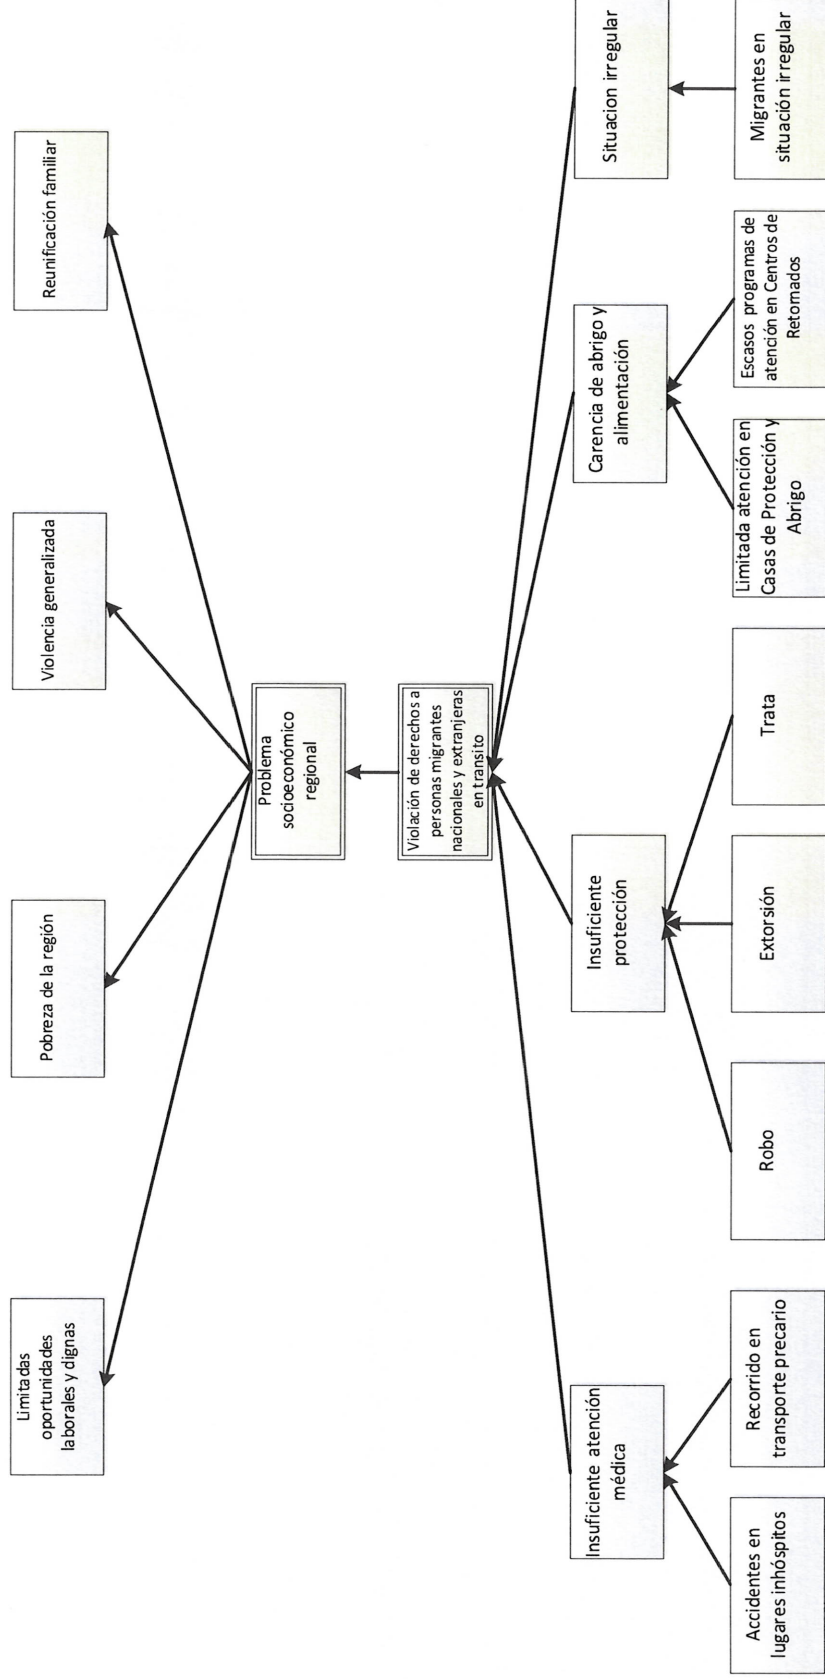 Limitadas
oportunidades
laborales y dignas
Pobreza de la región
Violencia generalizada
Reunificación familiar
Problema
socioeconómico
regional
Violación de derechos a
personas migrantes
nacionales y extranjeras
en transito
Insuficiente atención
médica
Insuficiente
protección
Carencia de abrigo y
alimentación
Situacion irregular
Accidentes en
lugares inhóspitos
Recorrido en
transporte precario
Robo
Extorsión
Trata
Limitada atención en
Casas de Protección y
Abrigo
Escasos programas de
atención en Centros de
Retomados
Migrantes en
situación irregular